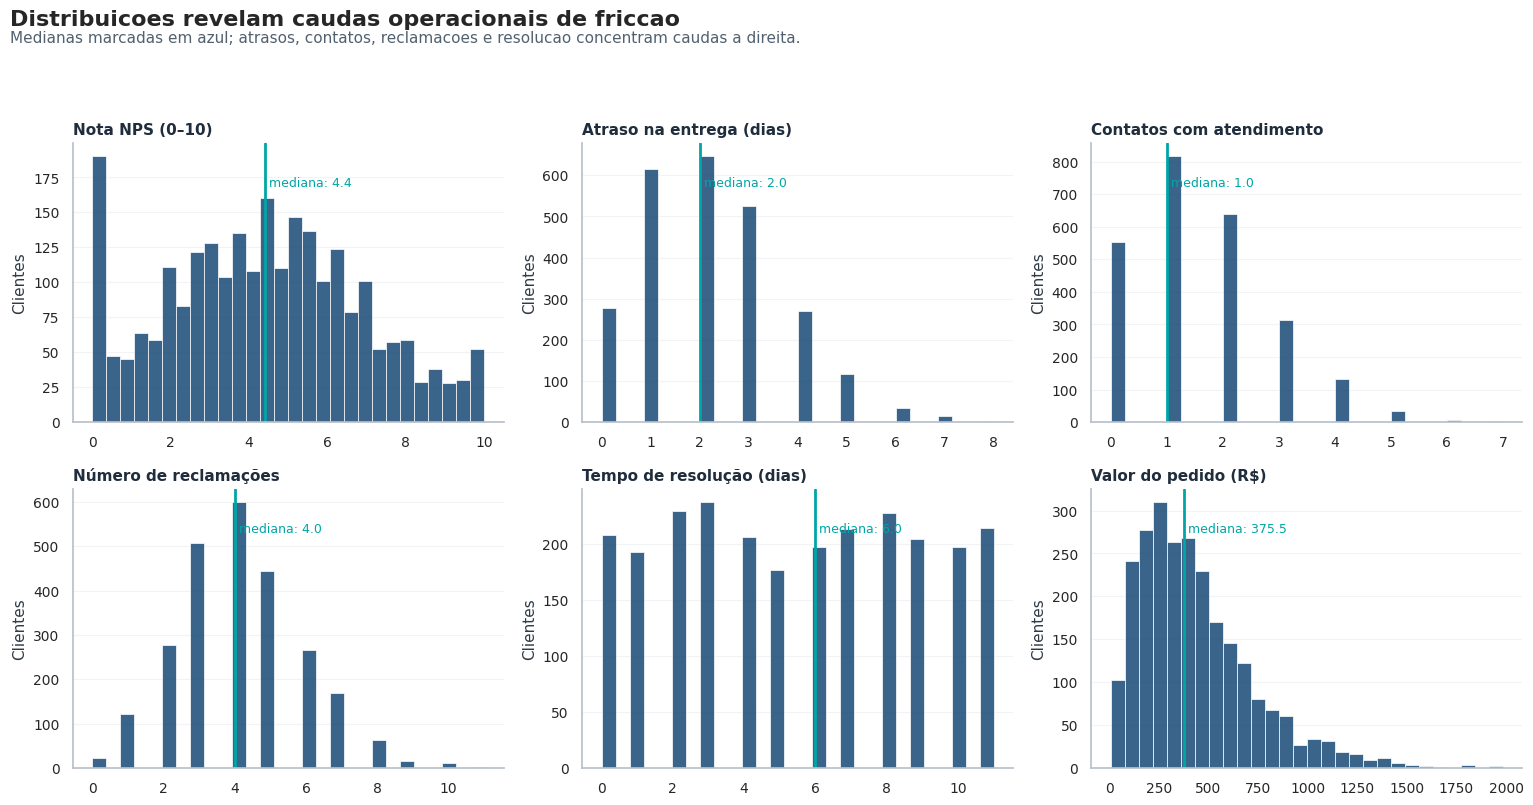 Distribuicoes revelam caudas operacionais de friccao
Medianas marcadas em azul; atrasos, contatos, reclamacoes e resolucao concentram caudas a direita.
Nota NPS (0–10)
Clientes
175
150
125
100
75
50
25
0
mediana: 4.4
0 2 4 6 8 10
Atraso na entrega (dias)
Clientes
600
500
400
300
200
100
0
mediana: 2.0
0 1 2 3 4 5 6 7 8
Contatos com atendimento
Clientes
800
700
600
500
400
300
200
100
0
mediana: 1.0
0 1 2 3 4 5 6 7
Número de reclamações
Clientes
600
500
400
300
200
100
0
mediana: 4.0
0 2 4 6 8 10
Tempo de resolução (dias)
Clientes
200
150
100
50
0
mediana: 6.0
0 2 4 6 8 10
Valor do pedido (R$)
Clientes
300
250
200
150
100
50
0
mediana: 375.5
0 250 500 750 1000 1250 1500 1750 2000